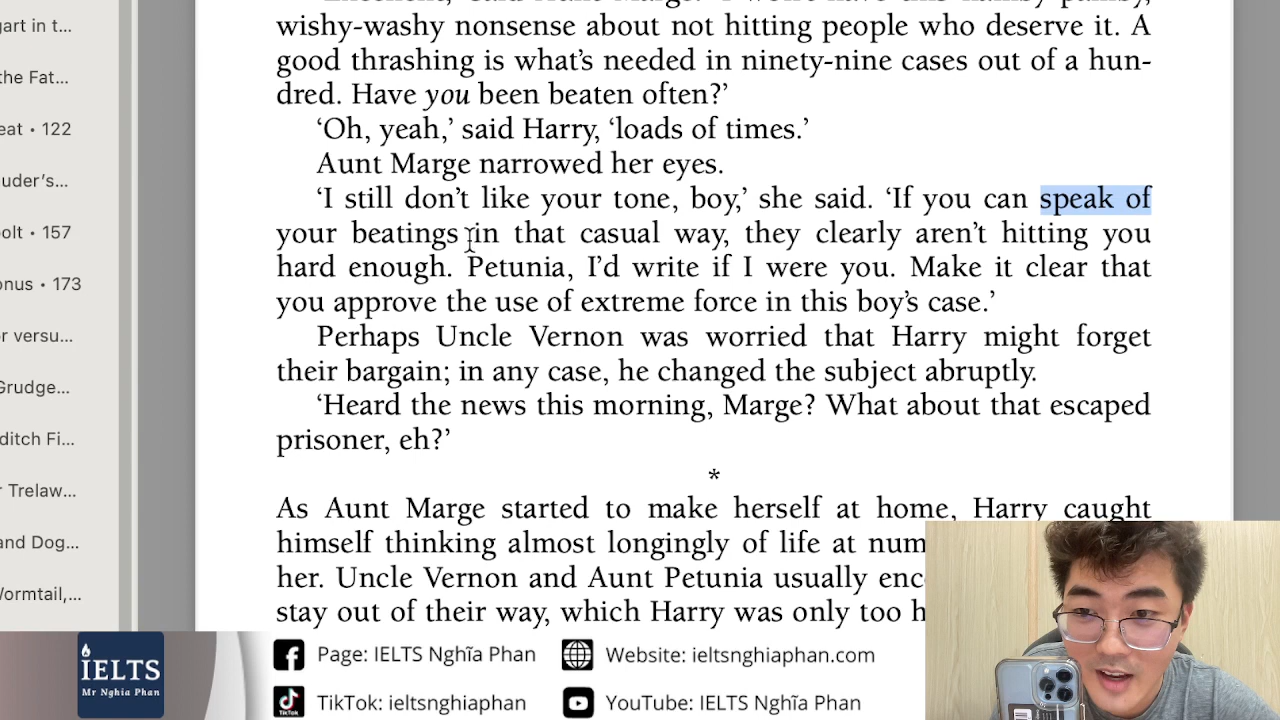 gart in t...
the Fat...
eat • 122
uder's...
olt • 157
onus • 173
r versu...
Grudge...
ditch Fi...
r Trelaw...
and Dog...
Wormtail,...
wishy-washy nonsense about not hitting people who deserve it. A
good thrashing is what's needed in ninety-nine cases out of a hun-
dred. Have you been beaten often?'
'Oh, yeah,' said Harry, 'loads of times.'
Aunt Marge narrowed her eyes.
'I still don't like your tone, boy,' she said. 'If you can speak of
your beatings in that casual way, they clearly aren't hitting you
hard enough. Petunia, I'd write if I were you. Make it clear that
you approve the use of extreme force in this boy's case.'
Perhaps Uncle Vernon was worried that Harry might forget
their bargain; in any case, he changed the subject abruptly.
'Heard the news this morning, Marge? What about that escaped
prisoner, eh?'
*
As Aunt Marge started to make herself at home, Harry caught
himself thinking almost longingly of life at num
her. Uncle Vernon and Aunt Petunia usually enc
stay out of their way, which Harry was only too h
IELTS
Mr Nghia Phan
Page: IELTS Nghĩa Phan
Website: ieltsnghiaphan.com
TikTok: ieltsnghiaphan
YouTube: IELTS Nghĩa Phan